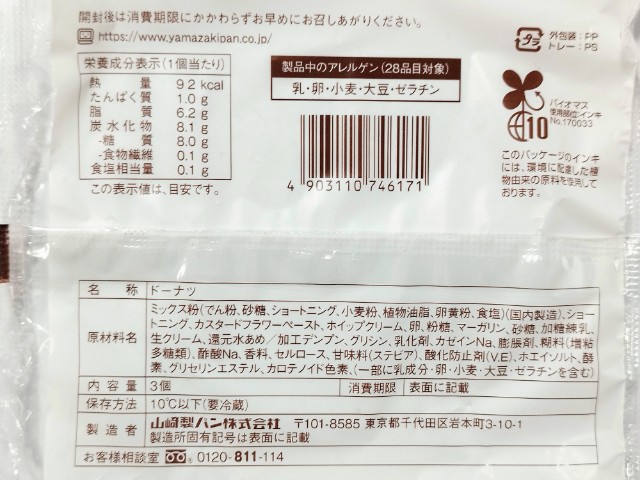 開封後は消費期限にかかわらずお早めにお召しあがりください。
https://www.yamazakipan.co.jp/
栄養成分表示(1個当たり)
熱量 92 kcal
たんぱく質 1.0 g
脂質 6.2 g
炭水化物 8.1 g
-糖質 8.0 g
-食物繊維 0.1 g
食塩相当量 0.1 g
この表示値は、目安です。
製品中のアレルゲン(28品目対象)
乳・卵・小麦・大豆・ゼラチン
4 903110 746171
プラ
外包装:PP
トレー:PS
バイオマス
使用部位:インキ
No.170033
10
このパッケージのインキ
には、環境に配慮した植
物由来の原料を使用して
おります。
名称 ドーナツ
原材料名
ミックス粉(でん粉、砂糖、ショートニング、小麦粉、植物油脂、卵黄粉、食塩)(国内製造)、ショー
トニング、カスタードフラワーペースト、ホイップクリーム、卵、粉糖、マーガリン、砂糖、加糖練乳、
生クリーム、還元水あめ/加工デンプン、グリシン、乳化剤、カゼインNa、膨脹剤、糊料(増粘
多糖類)、酢酸Na、香料、セルロース、甘味料(ステビア)、酸化防止剤(V.E)、ホエイソルト、酵
素、グリセリンエステル、カロテノイド色素、(一部に乳成分・卵・小麦・大豆・ゼラチンを含む)
内容量 3個 消費期限 表面に記載
保存方法 10℃以下(要冷蔵)
製造者 山崎製パン株式会社 〒101-8585 東京都千代田区岩本町3-10-1
製造所固有記号は表面に記載
お客様相談室 0120-811-114